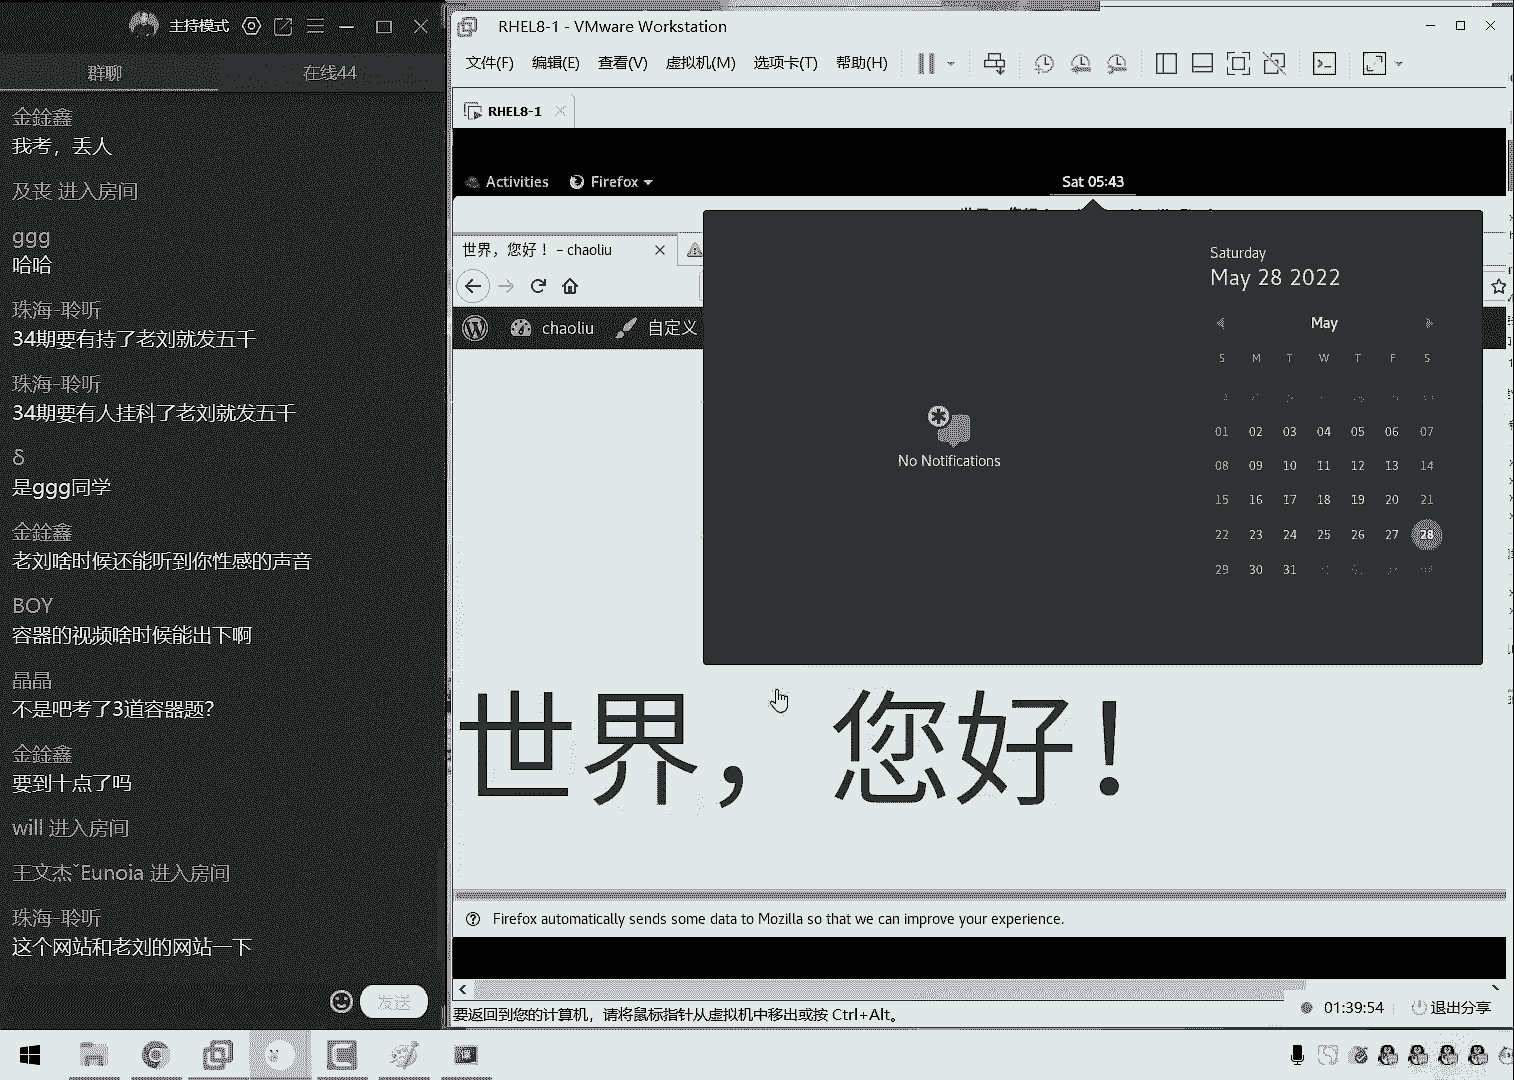 主持模式
群聊
在线44
金銓鑫
我考，丢人
及丧 进入房间
ggg
哈哈
珠海-聆听
34期要有持了老刘就发五千
珠海-聆听
34期要有人挂科了老刘就发五千
δ
是ggg同学
金銓鑫
老刘啥时候还能听到你性感的声音
BOY
容器的视频啥时候能出下啊
晶晶
不是吧考了3道容器题？
金銓鑫
要到十点了吗
will 进入房间
王文杰ˇEunoia 进入房间
珠海-聆听
这个网站和老刘的网站一下
发送
RHEL8-1 - VMware Workstation
文件(F) 编辑(E) 查看(V) 虚拟机(M) 选项卡(T) 帮助(H)
RHEL8-1
Activities Firefox Sat 05:43
世界，您好！ – chaoliu
chaoliu 自定义
No Notifications
Saturday
May 28 2022
May
S M T W T F S
01 02 03 04 05 06 07
08 09 10 11 12 13 14
15 16 17 18 19 20 21
22 23 24 25 26 27 28
29 30 31
世界，您好！
Firefox automatically sends some data to Mozilla so that we can improve your experience.
要返回到您的计算机，请将鼠标指针从虚拟机中移出或按 Ctrl+Alt。
01:39:54 退出分享